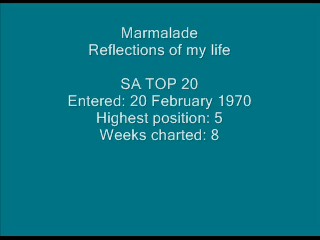 Marmalade
Reflections of my life
SA TOP 20
Entered: 20 February 1970
Highest position: 5
Weeks charted: 8